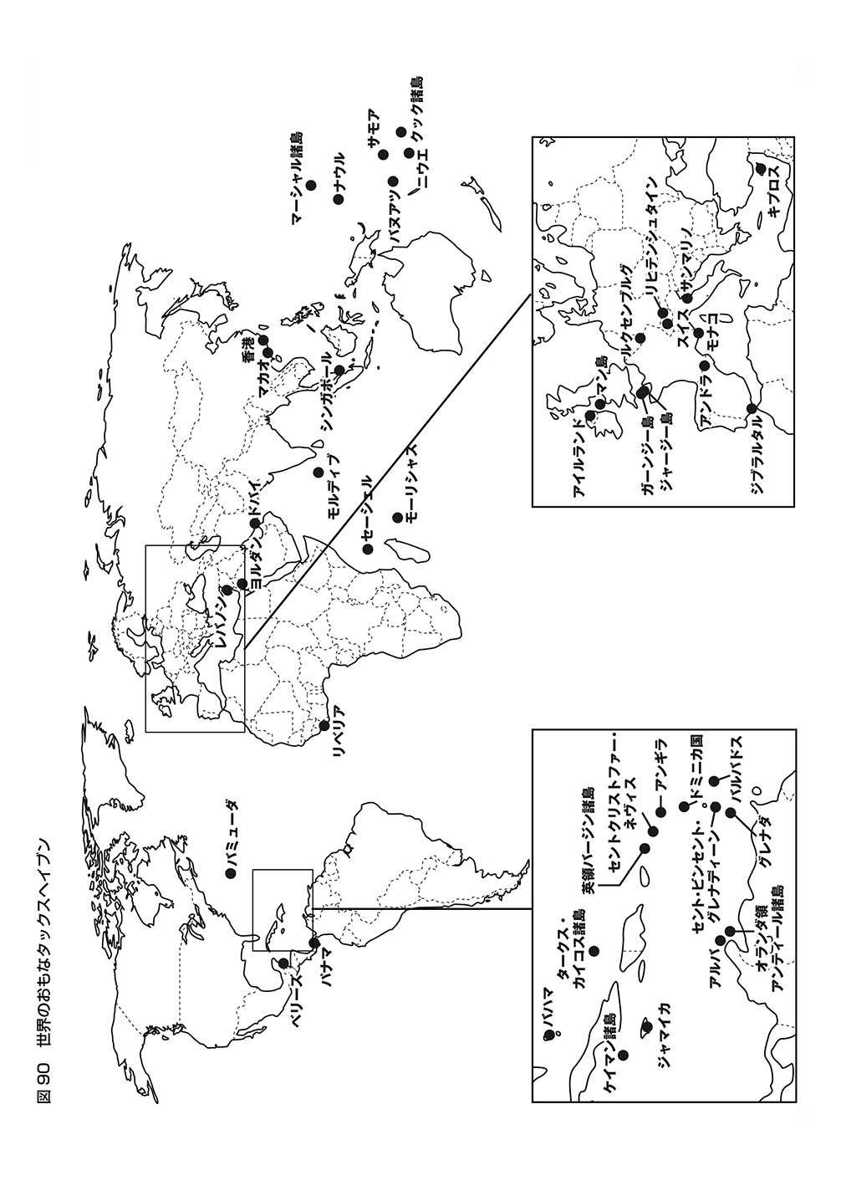 図90 世界のおもなタックスヘイブン
バミューダ
ベリーズ
パナマ
リベリア
レバノン
ヨルダン
ドバイ
セーシェル
モーリシャス
モルディブ
シンガポール
香港
マカオ
マーシャル諸島
ナウル
サモア
クック諸島
ニウエ
バヌアツ
バハマ
タークス・
カイコス諸島
ケイマン諸島
ジャマイカ
英領バージン諸島
セントクリストファー・
ネヴィス
アンギラ
ドミニカ国
セント・ビンセント・
グレナディーン
バルバドス
グレナダ
アルバ
オランダ領
アンティール諸島
アイルランド
マン島
ガーンジー島
ジャージー島
ルクセンブルグ
リヒテンシュタイン
スイス
サンマリノ
モナコ
アンドラ
ジブラルタル
キプロス